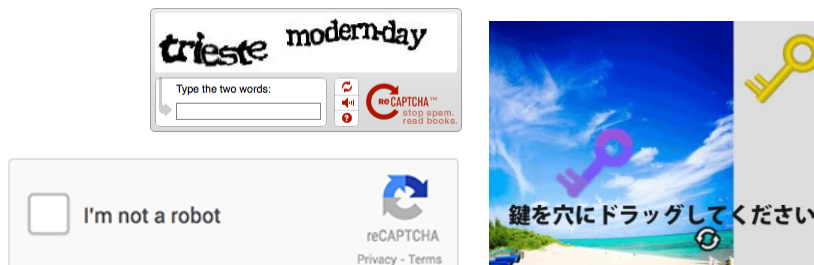 trieste modern-day
Type the two words:
reCAPTCHA™
stop spam.
read books.
I'm not a robot
reCAPTCHA
Privacy - Terms
鍵を穴にドラッグしてください